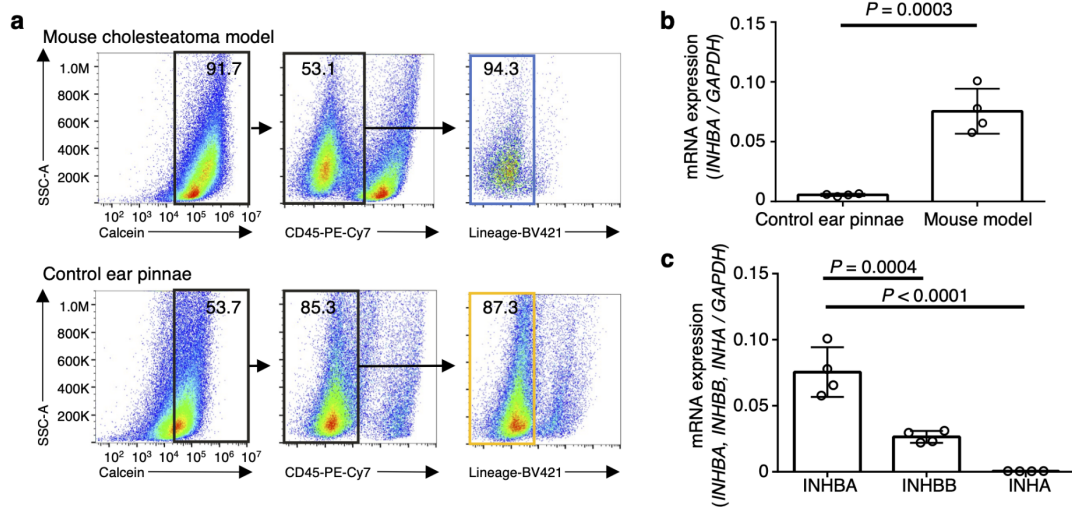 a
Mouse cholesteatoma model
91.7
53.1
94.3
1.0M
800K
600K
400K
200K
SSC-A
10² 10³ 10⁴ 10⁵ 10⁶ 10⁷
Calcein
CD45-PE-Cy7
Lineage-BV421
Control ear pinnae
53.7
85.3
87.3
1.0M
800K
600K
400K
200K
SSC-A
10² 10³ 10⁴ 10⁵ 10⁶ 10⁷
Calcein
CD45-PE-Cy7
Lineage-BV421
b
P = 0.0003
0.15
0.10
0.05
0
mRNA expression
(INHBA / GAPDH)
Control ear pinnae
Mouse model
c
P = 0.0004
P < 0.0001
0.15
0.10
0.05
0
mRNA expression
(INHBA, INHBB, INHA / GAPDH)
INHBA
INHBB
INHA